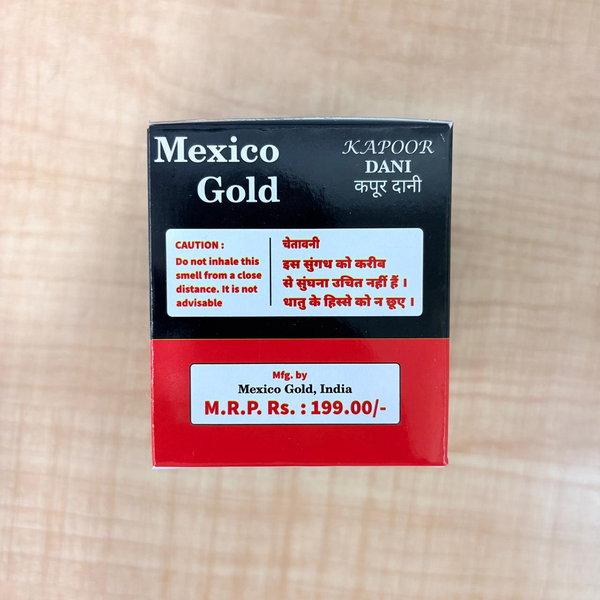 Mexico
Gold
KAPOOR
DANI
कपूर दानी
CAUTION :
Do not inhale this
smell from a close
distance. It is not
advisable
चेतावनी
इस सुंगध को करीब
से सुंघना उचित नहीं हैं ।
धातु के हिस्से को न छूए ।
Mfg. by
Mexico Gold, India
M.R.P. Rs. : 199.00/-